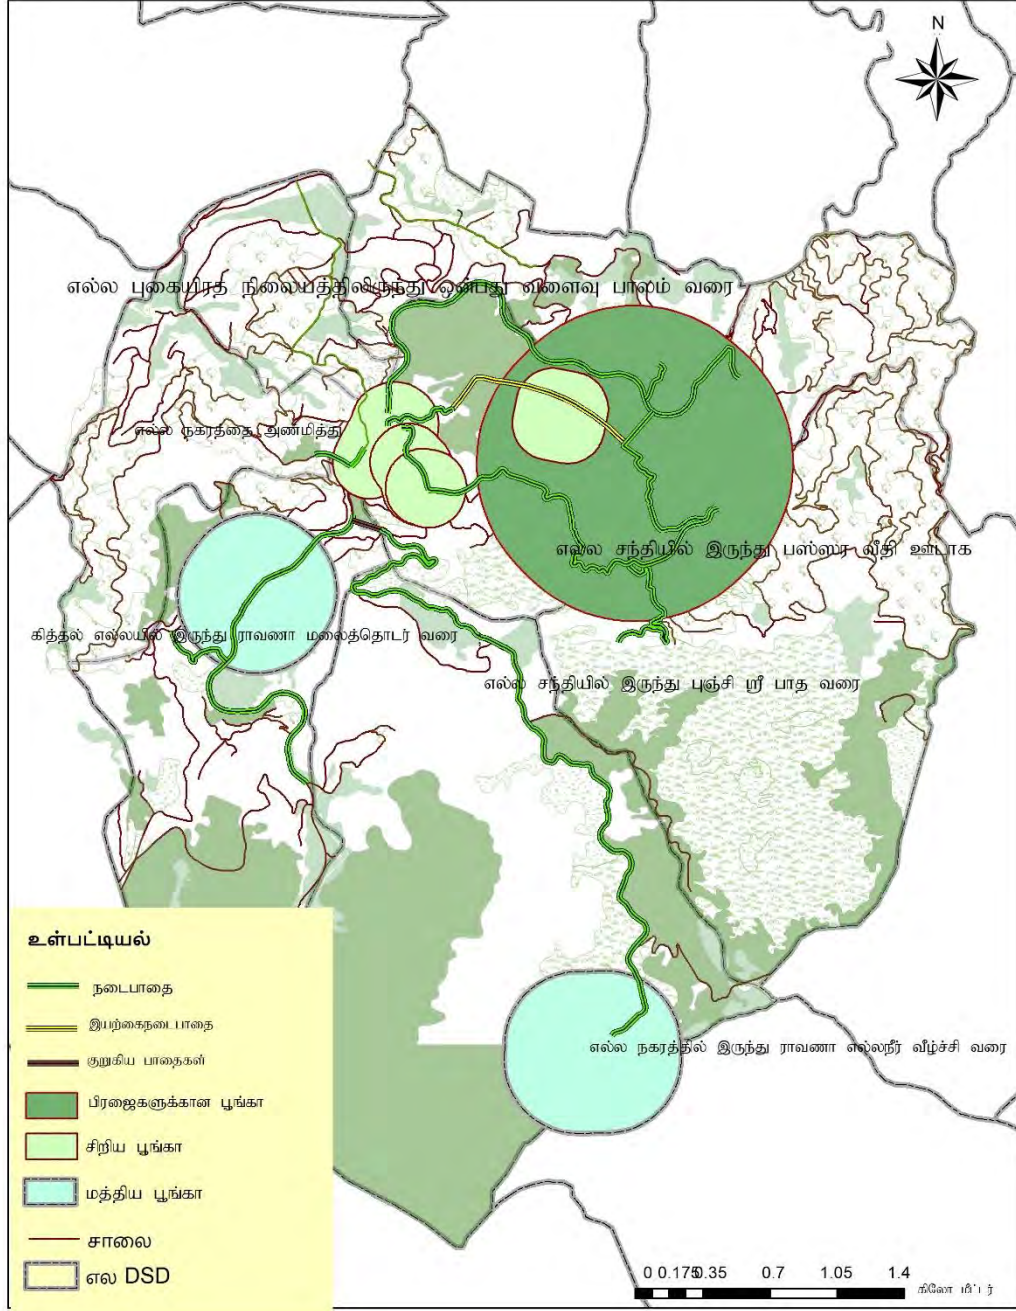 N
எல்ல புகையிரத நிலையத்திலிருந்து ஒன்பது வளைவு பாலம் வரை
எல்ல நகரத்தை அண்மித்து
எல்ல சந்தியில் இருந்து பஸ்ஸர வீதி ஊடாக
கித்தல் எல்லயில் இருந்து ராவணா மலைத்தொடர் வரை
எல்ல சந்தியில் இருந்து புஞ்சி ஸ்ரீ பாத வரை
எல்ல நகரத்தில் இருந்து ராவணா எல்லநீர் வீழ்ச்சி வரை
உள்பட்டியல்
நடைபாதை
இயற்கைநடைபாதை
குறுகிய பாதைகள்
பிரஜைகளுக்கான பூங்கா
சிறிய பூங்கா
மத்திய பூங்கா
சாலை
எல DSD
0 0.175 0.35 0.7 1.05 1.4
கிலோ மீட்டர்